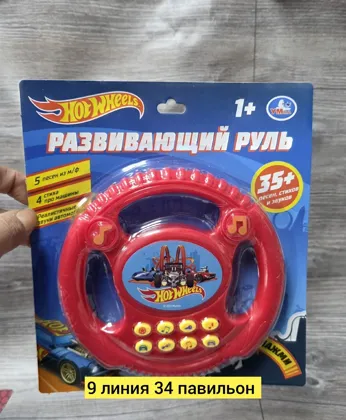 HOT WHEELS
1+
РАЗВИВАЮЩИЙ РУЛЬ
5 песен из м/ф
4 стиха
про машины
35+
песен, стихов
и звуков
HOT WHEELS
9 линия 34 павильон